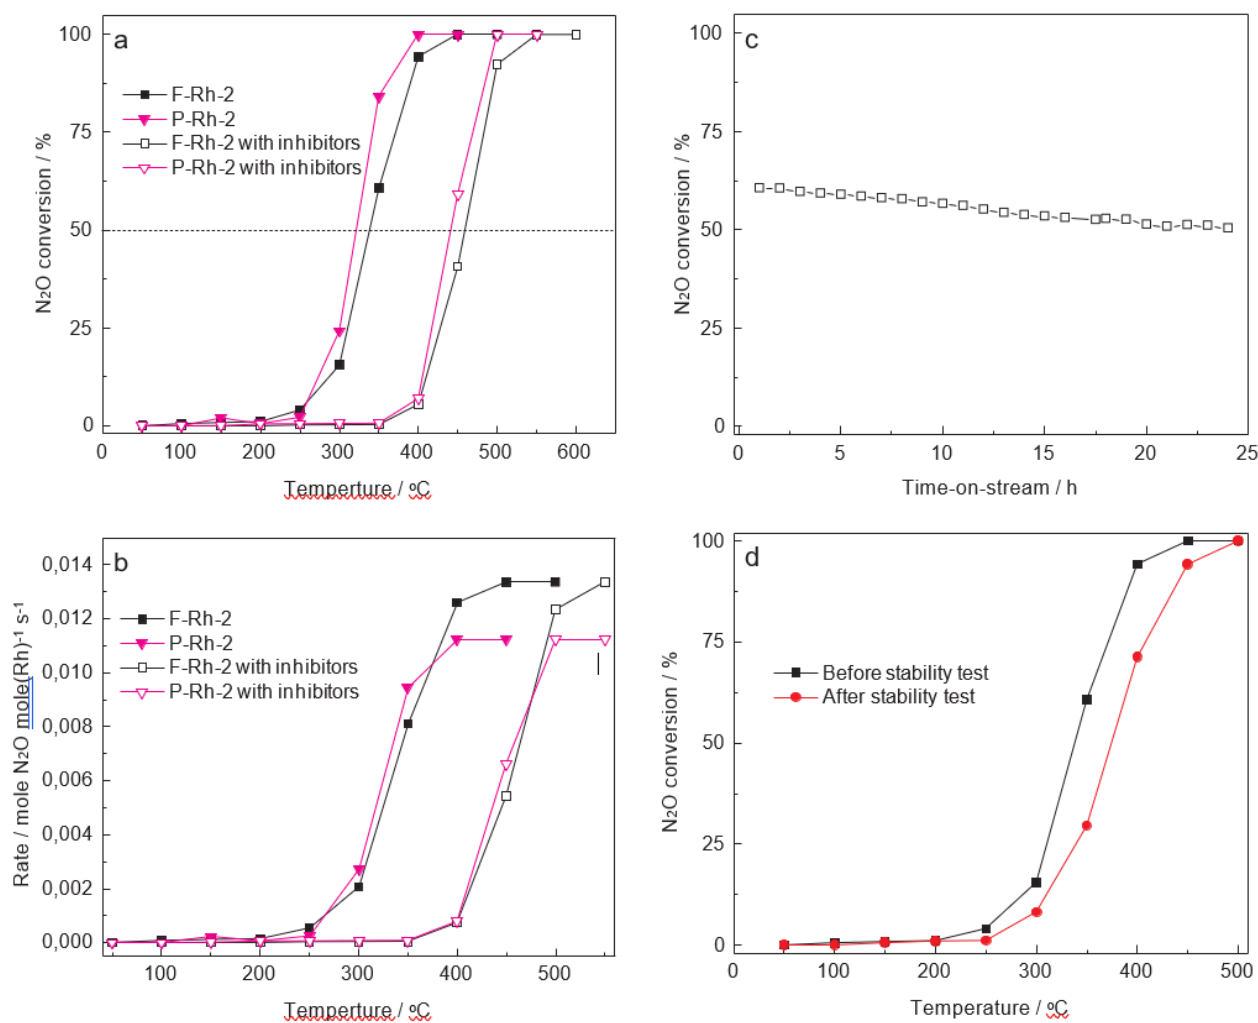 a
100
75
50
25
0
N₂O conversion / %
F-Rh-2
P-Rh-2
F-Rh-2 with inhibitors
P-Rh-2 with inhibitors
0 100 200 300 400 500 600
Temperture / ºC
c
100
75
50
25
0
N₂O conversion / %
0 5 10 15 20 25
Time-on-stream / h
b
0,014
0,012
0,010
0,008
0,006
0,004
0,002
0,000
Rate / mole N₂O mole(Rh)⁻¹ s⁻¹
F-Rh-2
P-Rh-2
F-Rh-2 with inhibitors
P-Rh-2 with inhibitors
100 200 300 400 500
Temperture / ºC
d
100
75
50
25
0
N₂O conversion / %
Before stability test
After stability test
0 100 200 300 400 500
Temperature / ºC